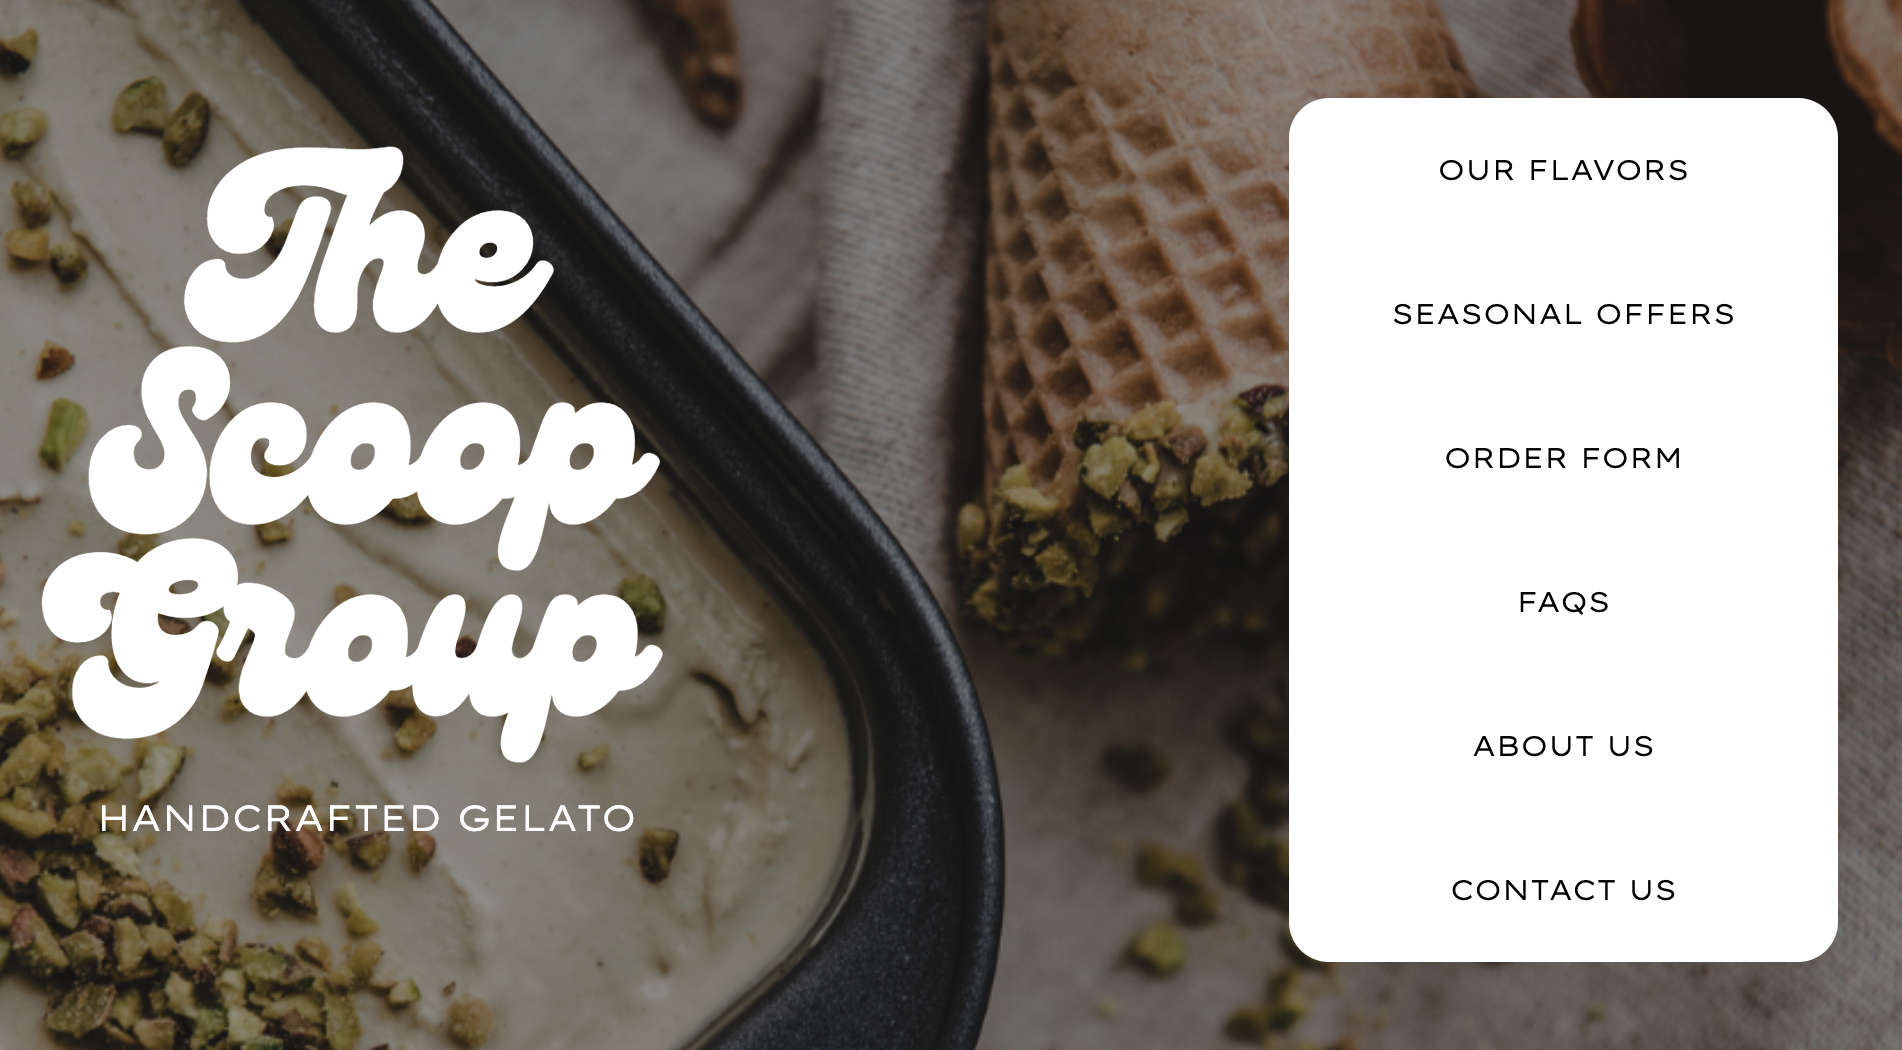 The
Scoop
Group
HANDCRAFTED GELATO
OUR FLAVORS
SEASONAL OFFERS
ORDER FORM
FAQS
ABOUT US
CONTACT US